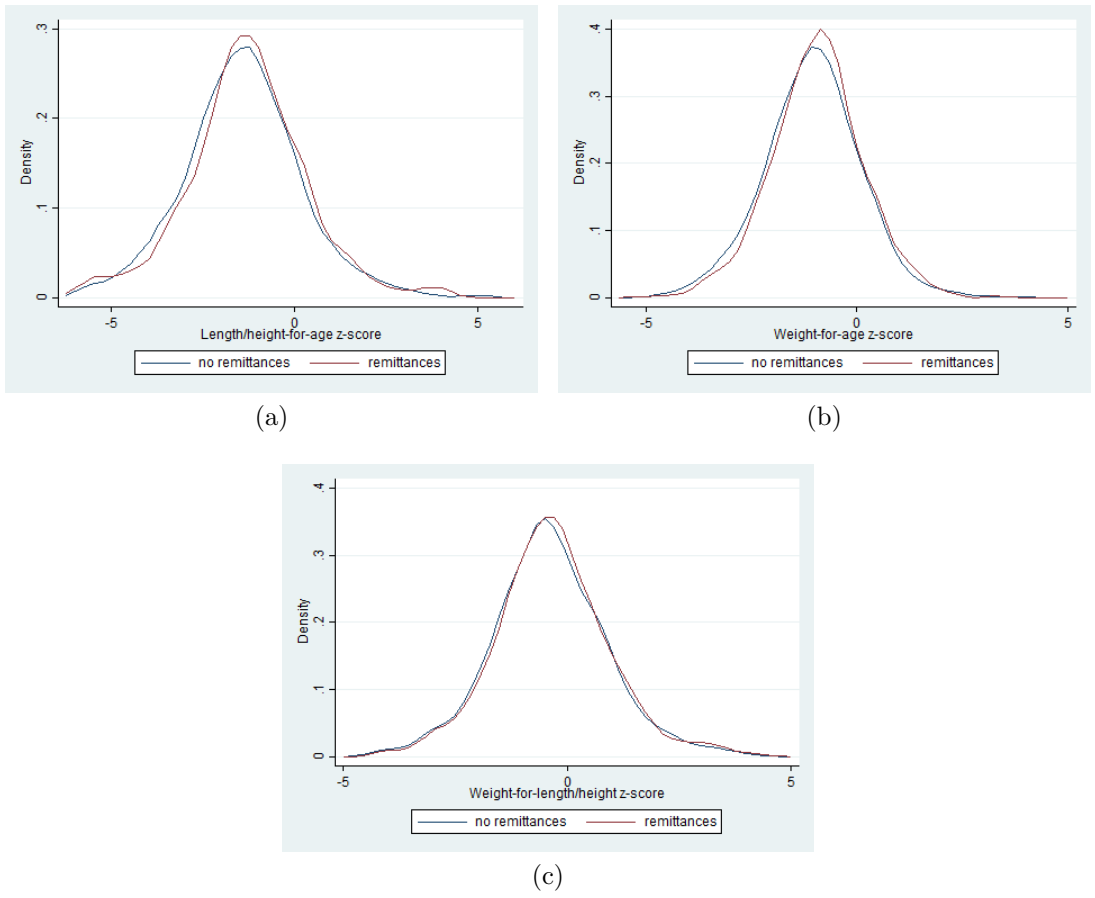 .3
.2
.1
0
Density
-5 0 5
Length/height-for-age z-score
no remittances remittances
(a)
.4
.3
.2
.1
0
Density
-5 0 5
Weight-for-age z-score
no remittances remittances
(b)
.4
.3
.2
.1
0
Density
-5 0 5
Weight-for-length/height z-score
no remittances remittances
(c)